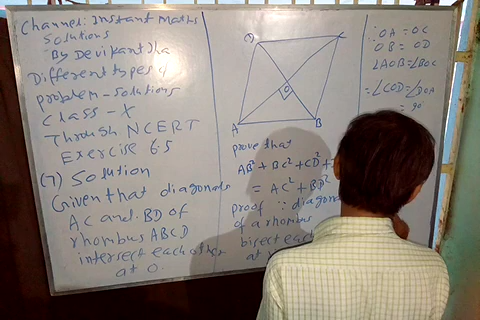 Channel: Instant maths
Solutions
By Devikantha
Different types of
problem-solutions
Class-X
Through NCERT
Exercise 6.5
(7) Solution
Given that diagonals
AC and BD of
rhombus ABCD
intersect each other
at O.
D
C
O
A
B
prove that
AB² + BC² + CD² +
= AC² + BD²
proof ∵ diagonals
of a rhombus
bisect each
at
∵ OA = OC
OB = OD
∠AOB = ∠BOC
= ∠COD = ∠DOA
= 90°